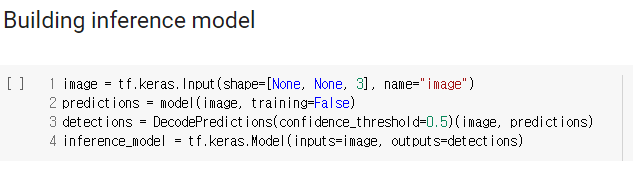 Building inference model
[ ]
1 image = tf.keras.Input(shape=[None, None, 3], name="image")
2 predictions = model(image, training=False)
3 detections = DecodePredictions(confidence_threshold=0.5)(image, predictions)
4 inference_model = tf.keras.Model(inputs=image, outputs=detections)